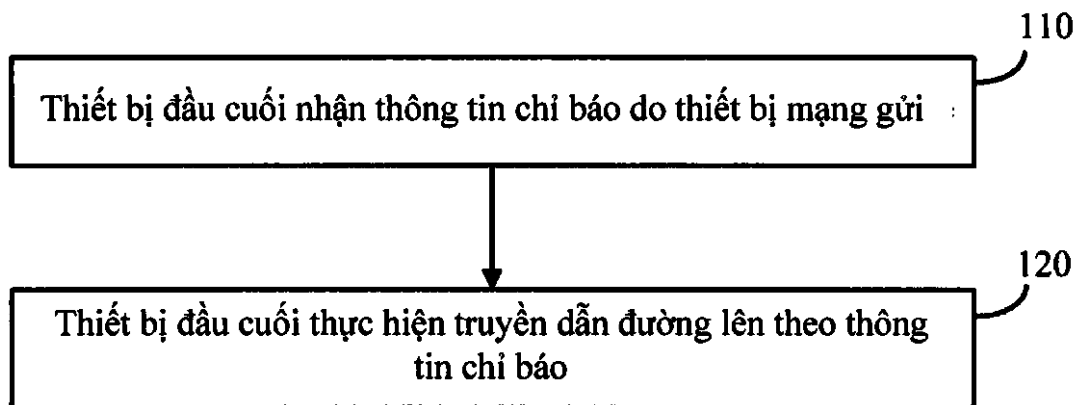 110
Thiết bị đầu cuối nhận thông tin chỉ báo do thiết bị mạng gửi
120
Thiết bị đầu cuối thực hiện truyền dẫn đường lên theo thông
tin chỉ báo